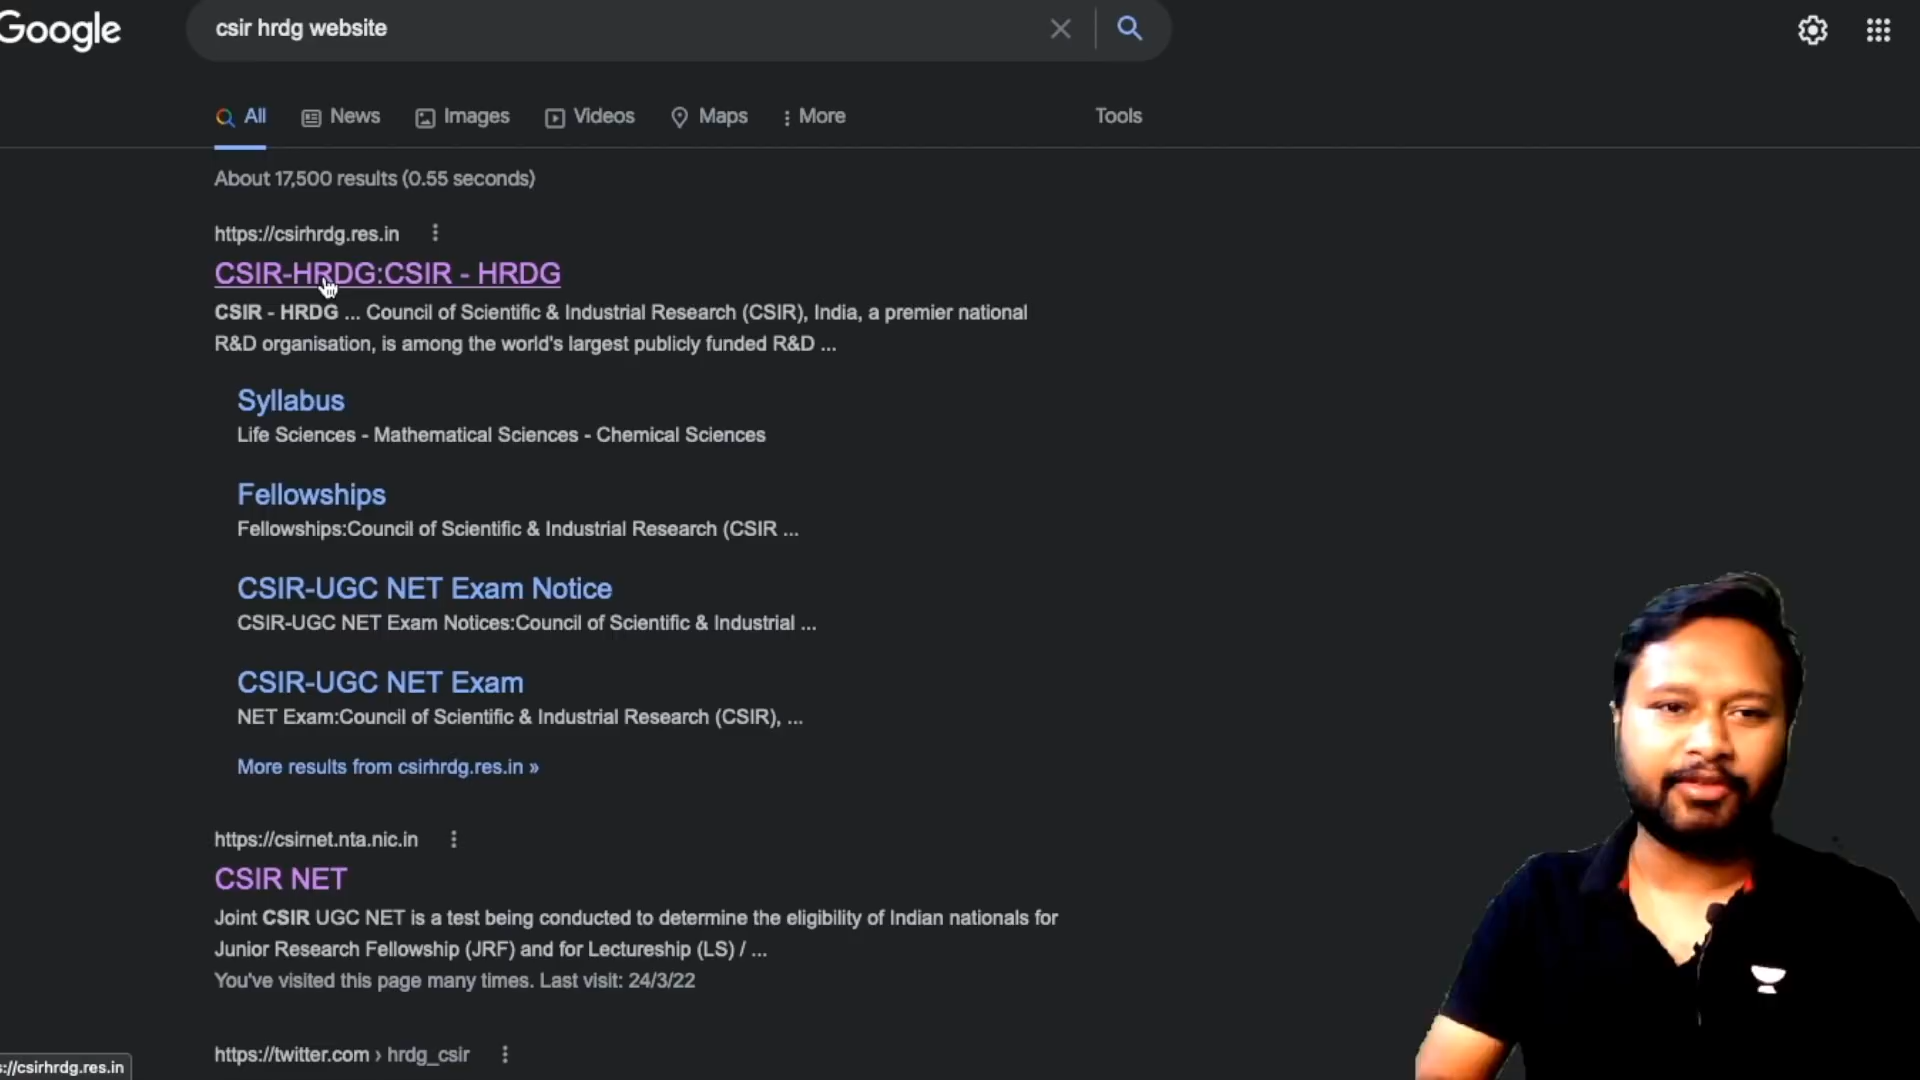 Google
csir hrdg website
All News Images Videos Maps More Tools
About 17,500 results (0.55 seconds)
https://csirhrdg.res.in
CSIR-HRDG:CSIR - HRDG
CSIR - HRDG ... Council of Scientific & Industrial Research (CSIR), India, a premier national
R&D organisation, is among the world's largest publicly funded R&D ...
Syllabus
Life Sciences - Mathematical Sciences - Chemical Sciences
Fellowships
Fellowships:Council of Scientific & Industrial Research (CSIR ...
CSIR-UGC NET Exam Notice
CSIR-UGC NET Exam Notices:Council of Scientific & Industrial ...
CSIR-UGC NET Exam
NET Exam:Council of Scientific & Industrial Research (CSIR), ...
More results from csirhrdg.res.in »
https://csirnet.nta.nic.in
CSIR NET
Joint CSIR UGC NET is a test being conducted to determine the eligibility of Indian nationals for
Junior Research Fellowship (JRF) and for Lectureship (LS) / ...
You've visited this page many times. Last visit: 24/3/22
https://twitter.com › hrdg_csir
s://csirhrdg.res.in